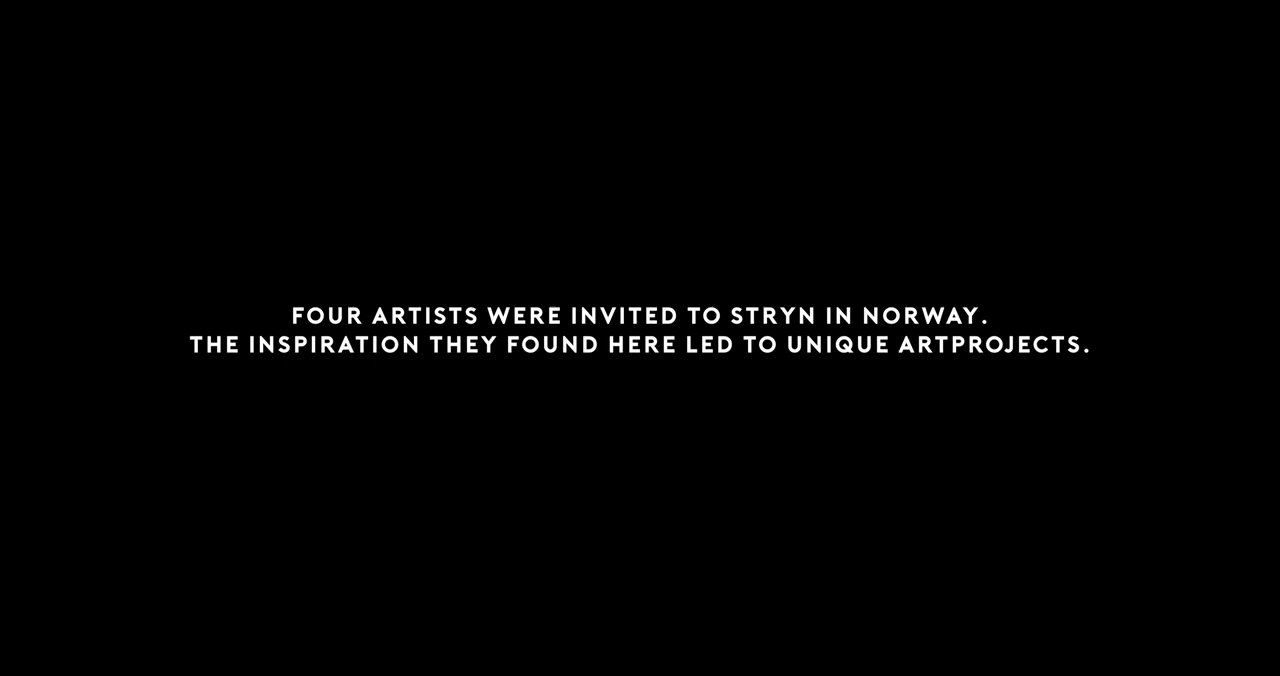 FOUR ARTISTS WERE INVITED TO STRYN IN NORWAY.
THE INSPIRATION THEY FOUND HERE LED TO UNIQUE ARTPROJECTS.